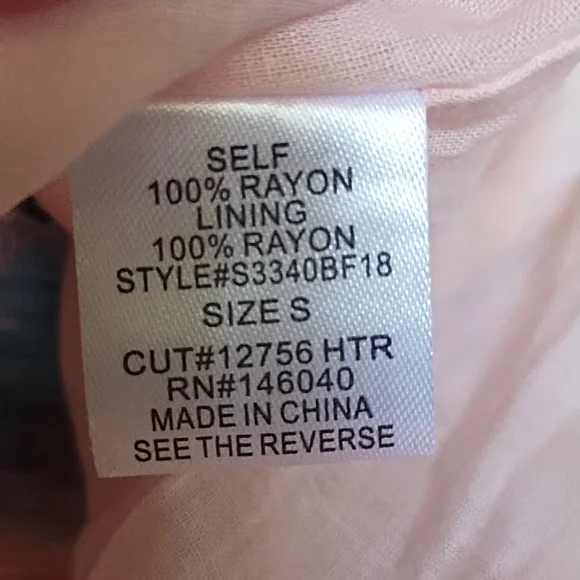 SELF
100% RAYON
LINING
100% RAYON
STYLE#S3340BF18
SIZE S
CUT#12756 HTR
RN#146040
MADE IN CHINA
SEE THE REVERSE